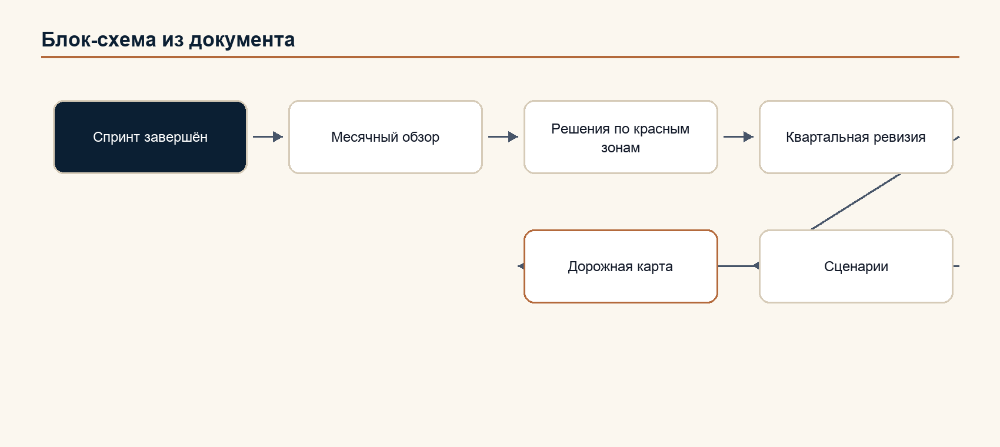 Блок-схема из документа
Спринт завершён
Месячный обзор
Решения по красным
зонам
Квартальная ревизия
Дорожная карта
Сценарии